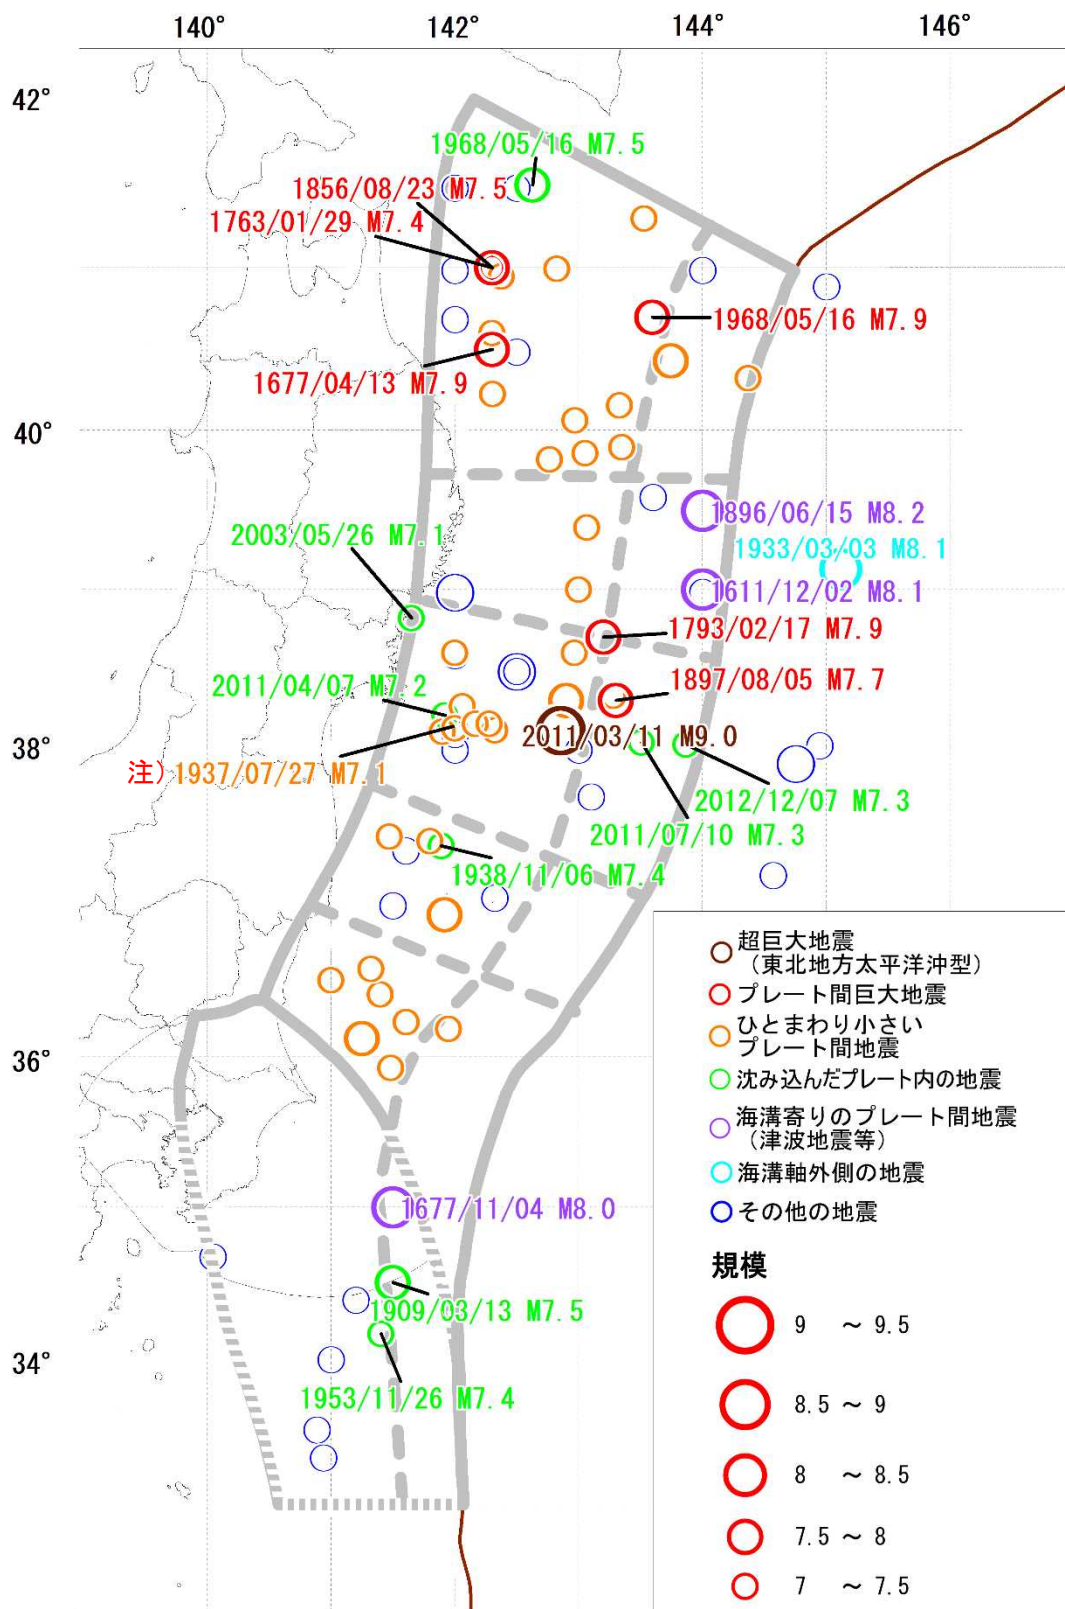 140°
142°
144°
146°
42°
1968/05/16 M7.5
1856/08/23 M7.5
1763/01/29 M7.4
1968/05/16 M7.9
1677/04/13 M7.9
40°
1896/06/15 M8.2
2003/05/26 M7.1
1933/03/03 M8.1
1611/12/02 M8.1
1793/02/17 M7.9
1897/08/05 M7.7
2011/04/07 M7.2
38°
2011/03/11 M9.0
注)1937/07/27 M7.1
2012/12/07 M7.3
2011/07/10 M7.3
1938/11/06 M7.4
超巨大地震
(東北地方太平洋沖型)
プレート間巨大地震
ひとまわり小さい
プレート間地震
36°
沈み込んだプレート内の地震
海溝寄りのプレート間地震
(津波地震等)
海溝軸外側の地震
その他の地震
1677/11/04 M8.0
規模
1909/03/13 M7.5
9 ~ 9.5
34°
1953/11/26 M7.4
8.5 ~ 9
8 ~ 8.5
7.5 ~ 8
7 ~ 7.5